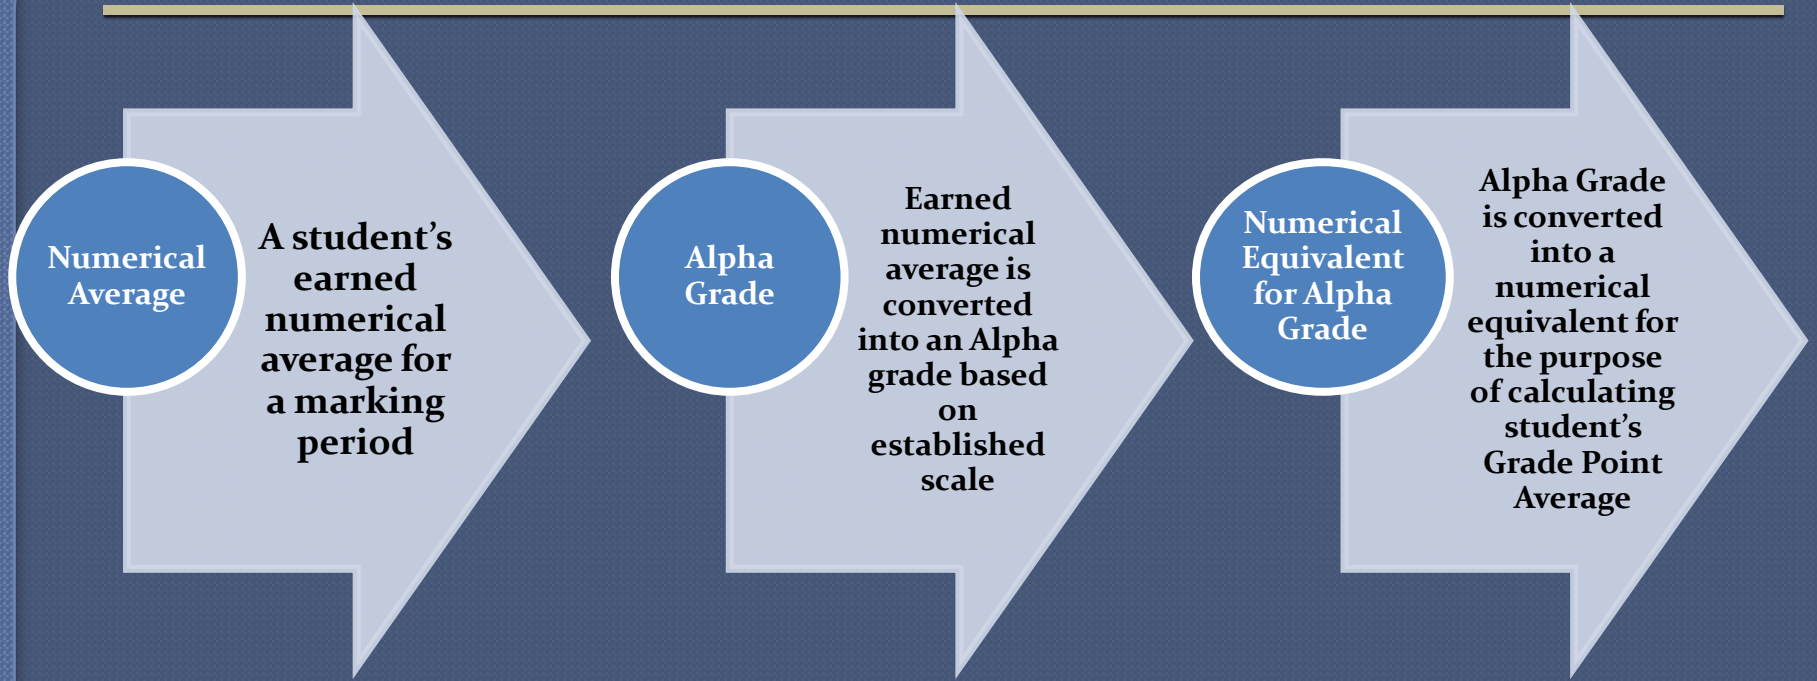 Numerical
Average
A student’s
earned
numerical
average for
a marking
period
Alpha
Grade
Earned
numerical
average is
converted
into an Alpha
grade based
on
established
scale
Numerical
Equivalent
for Alpha
Grade
Alpha Grade
is converted
into a
numerical
equivalent for
the purpose
of calculating
student’s
Grade Point
Average